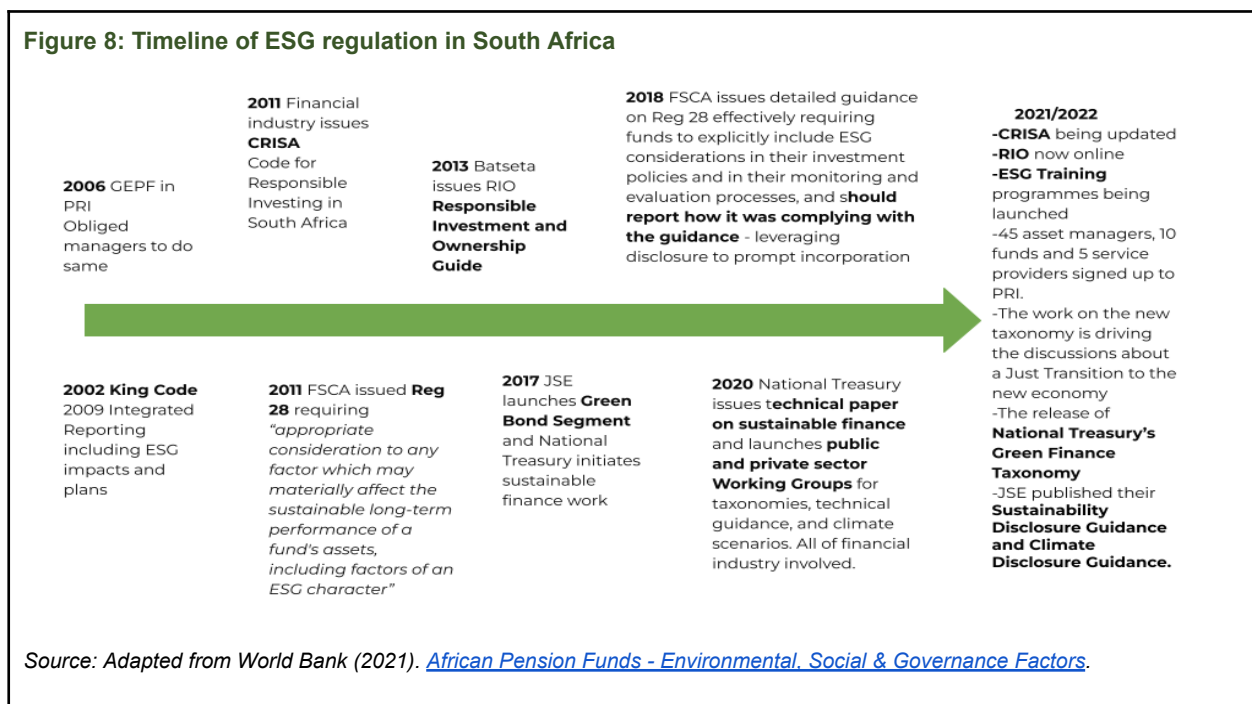 Figure 8: Timeline of ESG regulation in South Africa
2006 GEPF in
PRI
Obliged
managers to do
same
2011 Financial
industry issues
CRISA
Code for
Responsible
Investing in
South Africa
2013 Batseta
issues RIO
Responsible
Investment and
Ownership
Guide
2018 FSCA issues detailed guidance
on Reg 28 effectively requiring
funds to explicitly include ESG
considerations in their investment
policies and in their monitoring and
evaluation processes, and should
report how it was complying with
the guidance - leveraging
disclosure to prompt incorporation
2021/2022
-CRISA being updated
-RIO now online
-ESG Training
programmes being
launched
-45 asset managers, 10
funds and 5 service
providers signed up to
PRI.
-The work on the new
taxonomy is driving
the discussions about
a Just Transition to the
new economy
-The release of
National Treasury's
Green Finance
Taxonomy
-JSE published their
Sustainability
Disclosure Guidance
and Climate
Disclosure Guidance.
2002 King Code
2009 Integrated
Reporting
including ESG
impacts and
plans
2011 FSCA issued Reg
28 requiring
“appropriate
consideration to any
factor which may
materially affect the
sustainable long-term
performance of a
fund's assets,
including factors of an
ESG character”
2017 JSE
launches Green
Bond Segment
and National
Treasury initiates
sustainable
finance work
2020 National Treasury
issues technical paper
on sustainable finance
and launches public
and private sector
Working Groups for
taxonomies, technical
guidance, and climate
scenarios. All of financial
industry involved.
Source: Adapted from World Bank (2021). African Pension Funds - Environmental, Social & Governance Factors.